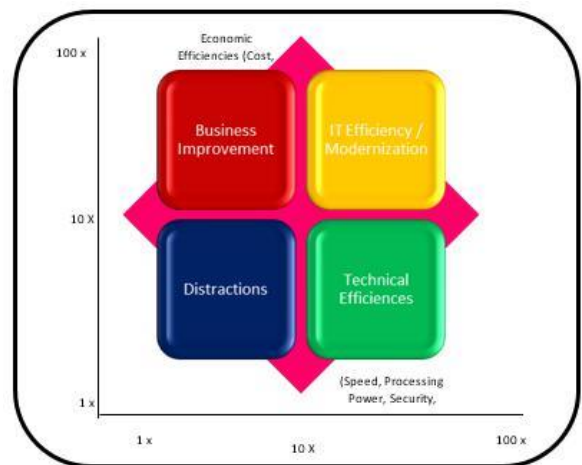 Economic
Efficiencies (Cost,
100 x
Business
Improvement
IT Efficiency /
Modernization
10 X
Distractions
Technical
Efficiences
(Speed, Processing
Power, Security,
1 x
1 x
10 X
100 x